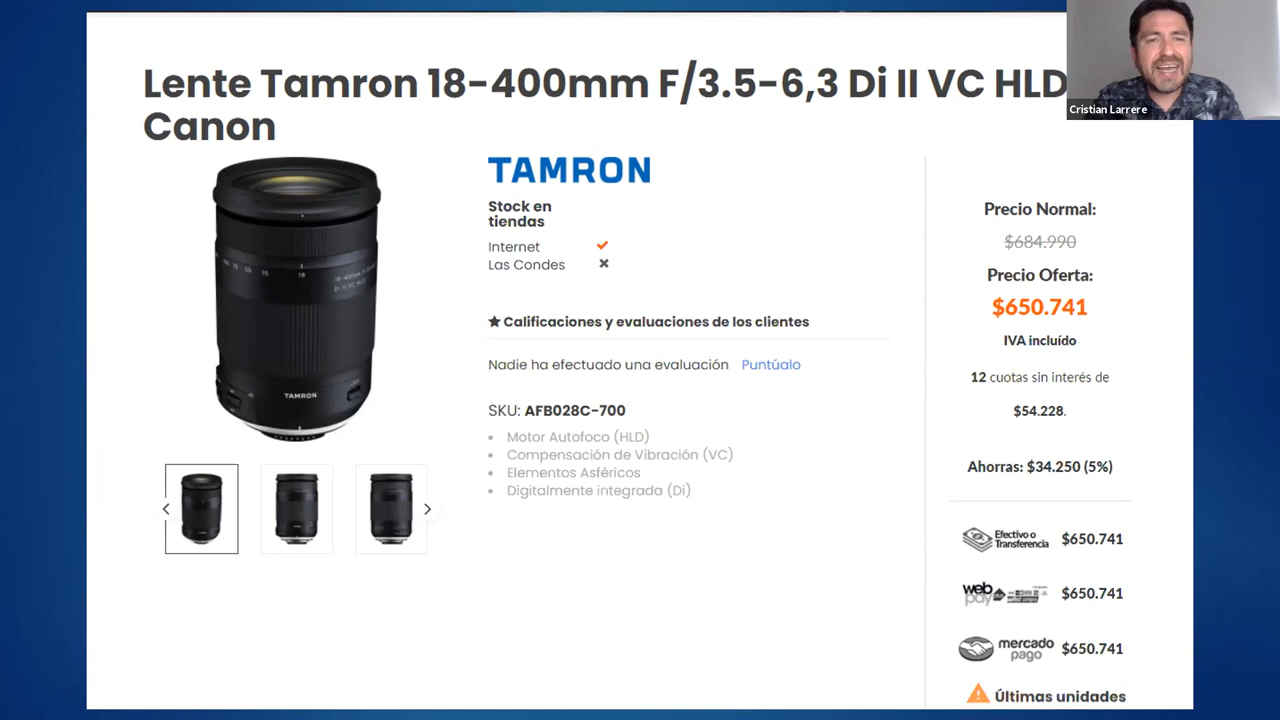 Lente Tamron 18-400mm F/3.5-6,3 Di II VC HLD
Canon
Cristian Larrere
TAMRON
Stock en
tiendas
Internet
Las Condes
Calificaciones y evaluaciones de los clientes
Nadie ha efectuado una evaluación Puntúalo
SKU: AFB028C-700
Motor Autofoco (HLD)
Compensación de Vibración (VC)
Elementos Asféricos
Digitalmente integrada (Di)
TAMRON
Precio Normal:
$684.990
Precio Oferta:
$650.741
IVA incluído
12 cuotas sin interés de
$54.228.
Ahorras: $34.250 (5%)
Efectivo o
Transferencia $650.741
web
pay $650.741
mercado
pago $650.741
Últimas unidades